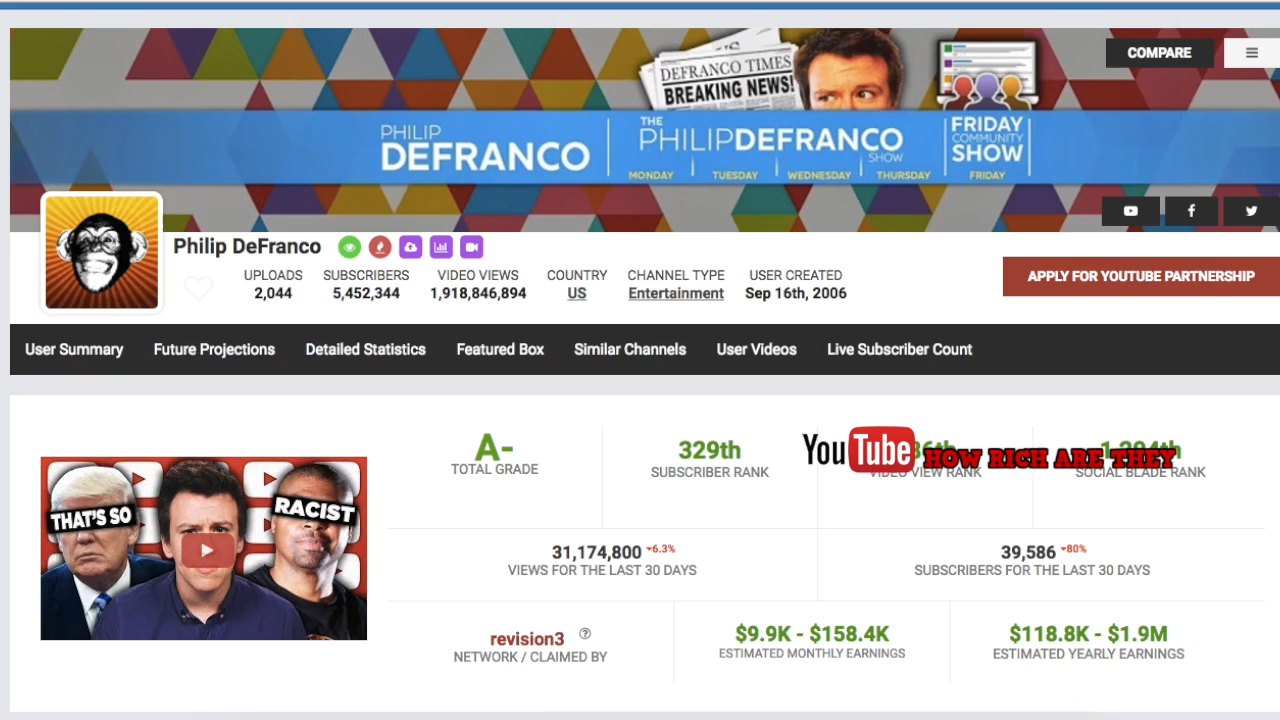 DEFRANCO TIMES
BREAKING NEWS!
COMPARE
PHILIP
DEFRANCO
THE
PHILIPDEFRANCO
SHOW
MONDAY TUESDAY WEDNESDAY THURSDAY FRIDAY
FRIDAY
COMMUNITY
SHOW
Philip DeFranco
UPLOADS SUBSCRIBERS VIDEO VIEWS COUNTRY CHANNEL TYPE USER CREATED
2,044 5,452,344 1,918,846,894 US Entertainment Sep 16th, 2006
APPLY FOR YOUTUBE PARTNERSHIP
User Summary Future Projections Detailed Statistics Featured Box Similar Channels User Videos Live Subscriber Count
THAT'S SO
RACIST
A-
TOTAL GRADE
329th
SUBSCRIBER RANK
YouTube HOW RICH ARE THEY
VIDEO VIEW RANK
SOCIAL BLADE RANK
31,174,800 -6.3%
VIEWS FOR THE LAST 30 DAYS
39,586 -80%
SUBSCRIBERS FOR THE LAST 30 DAYS
revision3 ?
NETWORK / CLAIMED BY
$9.9K - $158.4K
ESTIMATED MONTHLY EARNINGS
$118.8K - $1.9M
ESTIMATED YEARLY EARNINGS